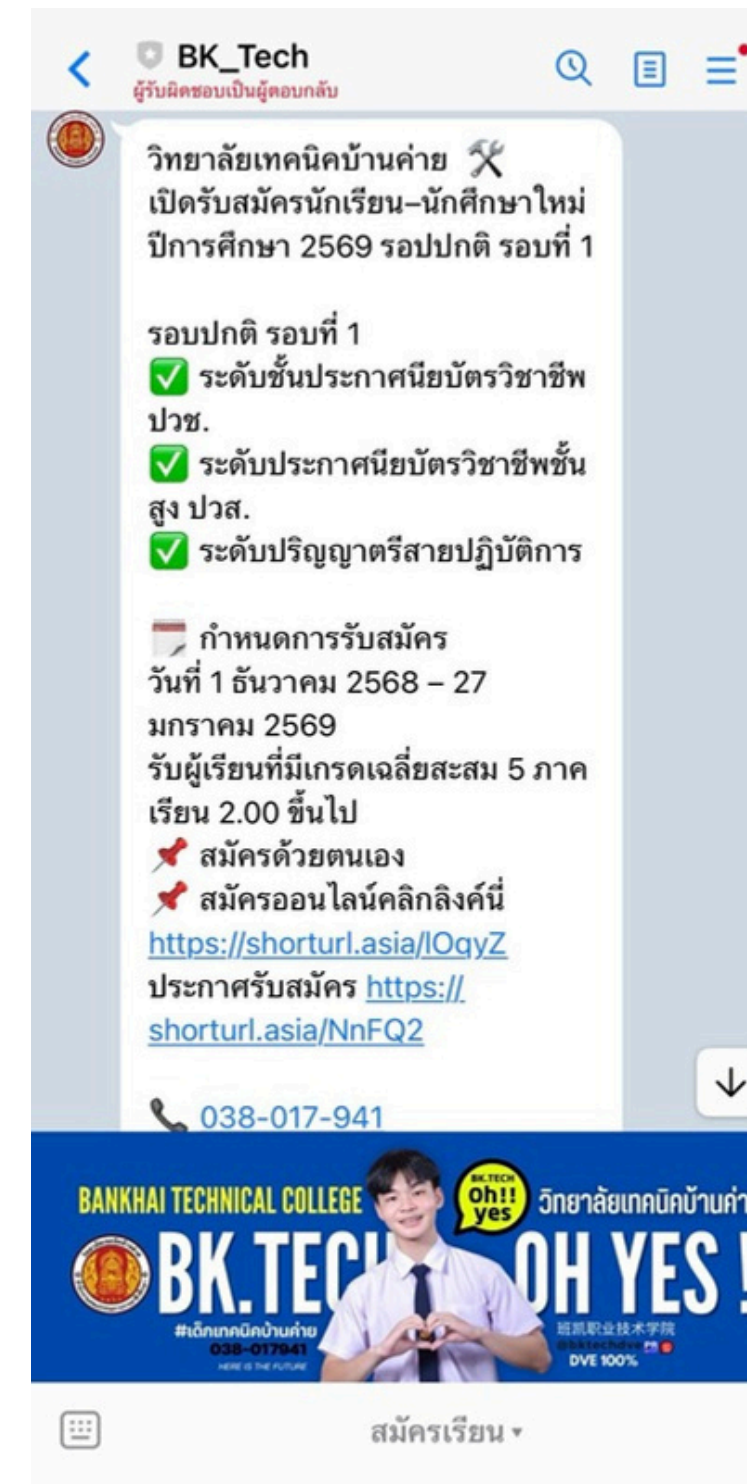 BK_Tech
ผู้รับผิดชอบเป็นผู้ตอบกลับ
วิทยาลัยเทคนิคบ้านค่าย 🛠️
เปิดรับสมัครนักเรียน–นักศึกษาใหม่
ปีการศึกษา 2569 รอปปกติ รอบที่ 1
รอบปกติ รอบที่ 1
✅ ระดับชั้นประกาศนียบัตรวิชาชีพ
ปวช.
✅ ระดับประกาศนียบัตรวิชาชีพชั้น
สูง ปวส.
✅ ระดับปริญญาตรีสายปฏิบัติการ
🗓️ กำหนดการรับสมัคร
วันที่ 1 ธันวาคม 2568 – 27
มกราคม 2569
รับผู้เรียนที่มีเกรดเฉลี่ยสะสม 5 ภาค
เรียน 2.00 ขึ้นไป
📌 สมัครด้วยตนเอง
📌 สมัครออนไลน์คลิกลิงค์นี่
https://shorturl.asia/lOqyZ
ประกาศรับสมัคร https://
shorturl.asia/NnFQ2
📞 038-017-941
BANKHAI TECHNICAL COLLEGE
BK.TECH
Oh!!
yes
วิทยาลัยเทคนิคบ้านค่า
BK.TECH
OH YES !
#เด็กเทคนิคบ้านค่าย
038-017941
HERE IS THE FUTURE
班凯职业技术学院
@bktechdve
DVE 100%
สมัครเรียน